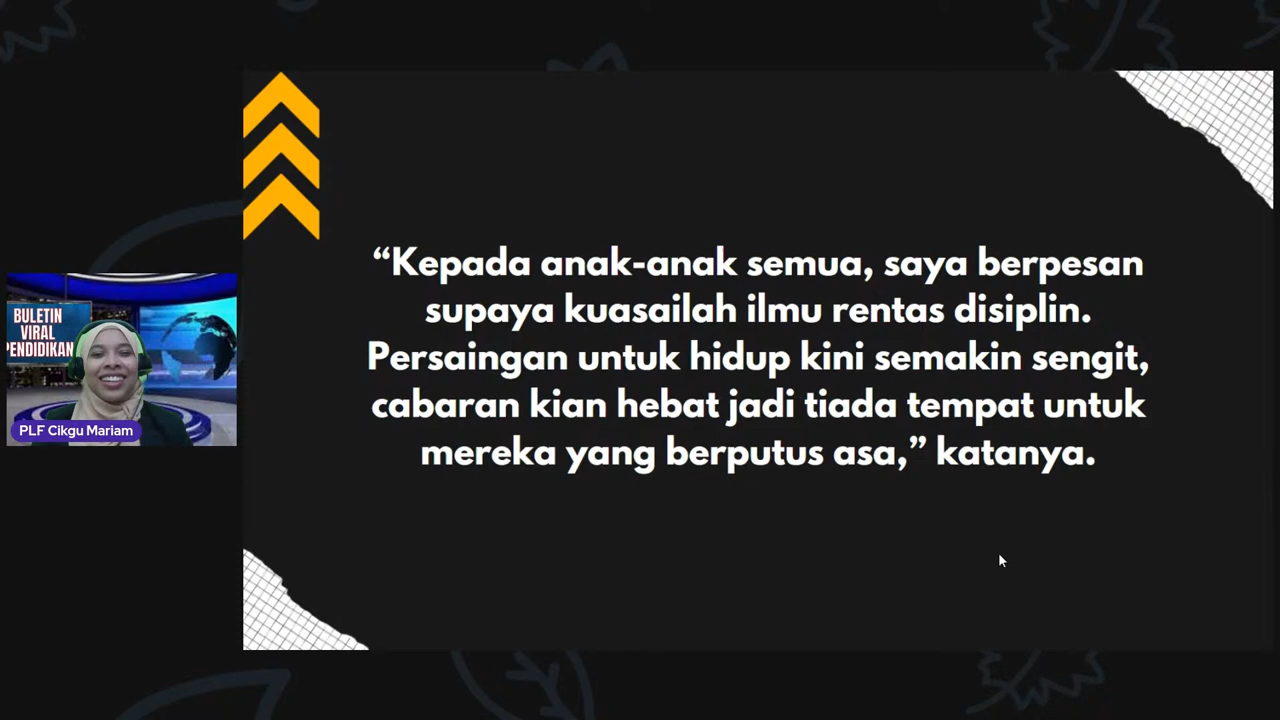 “Kepada anak-anak semua, saya berpesan
supaya kuasailah ilmu rentas disiplin.
Persaingan untuk hidup kini semakin sengit,
cabaran kian hebat jadi tiada tempat untuk
mereka yang berputus asa,” katanya.
BULETIN
VIRAL
PENDIDIKAN
PLF Cikgu Mariam